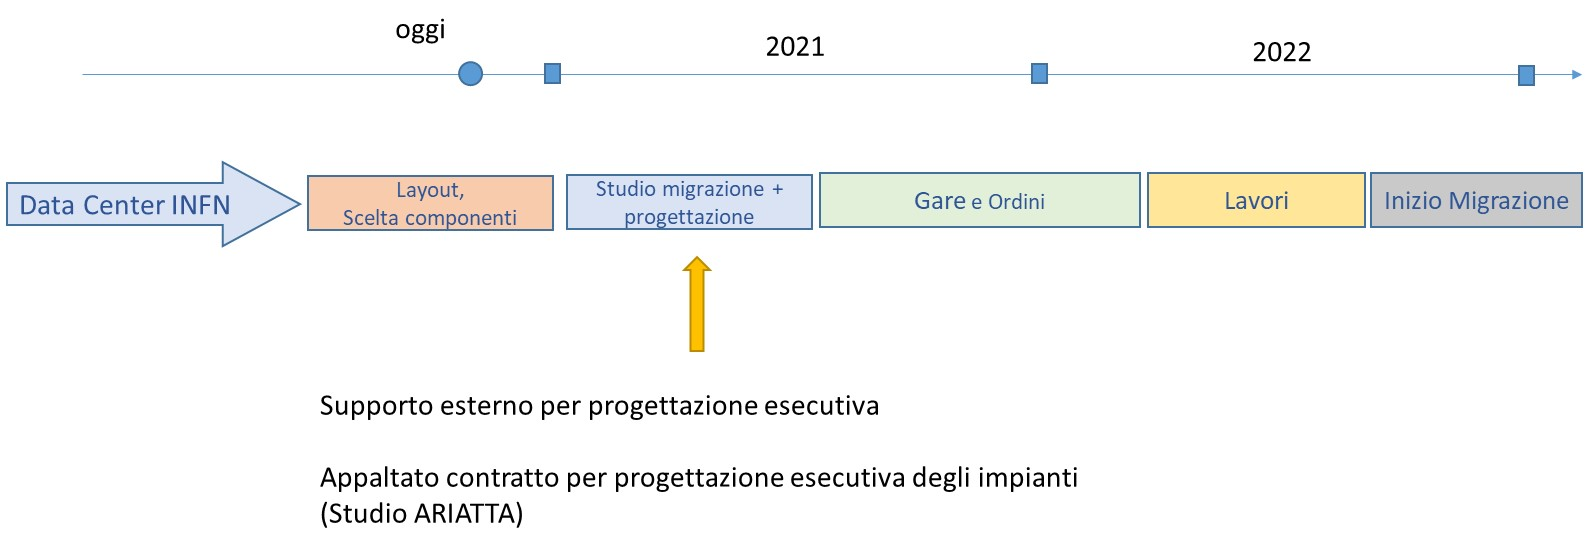 oggi
2021
2022
Data Center INFN
Layout,
Scelta componenti
Studio migrazione +
progettazione
Gare e Ordini
Lavori
Inizio Migrazione
Supporto esterno per progettazione esecutiva
Appaltato contratto per progettazione esecutiva degli impianti
(Studio ARIATTA)